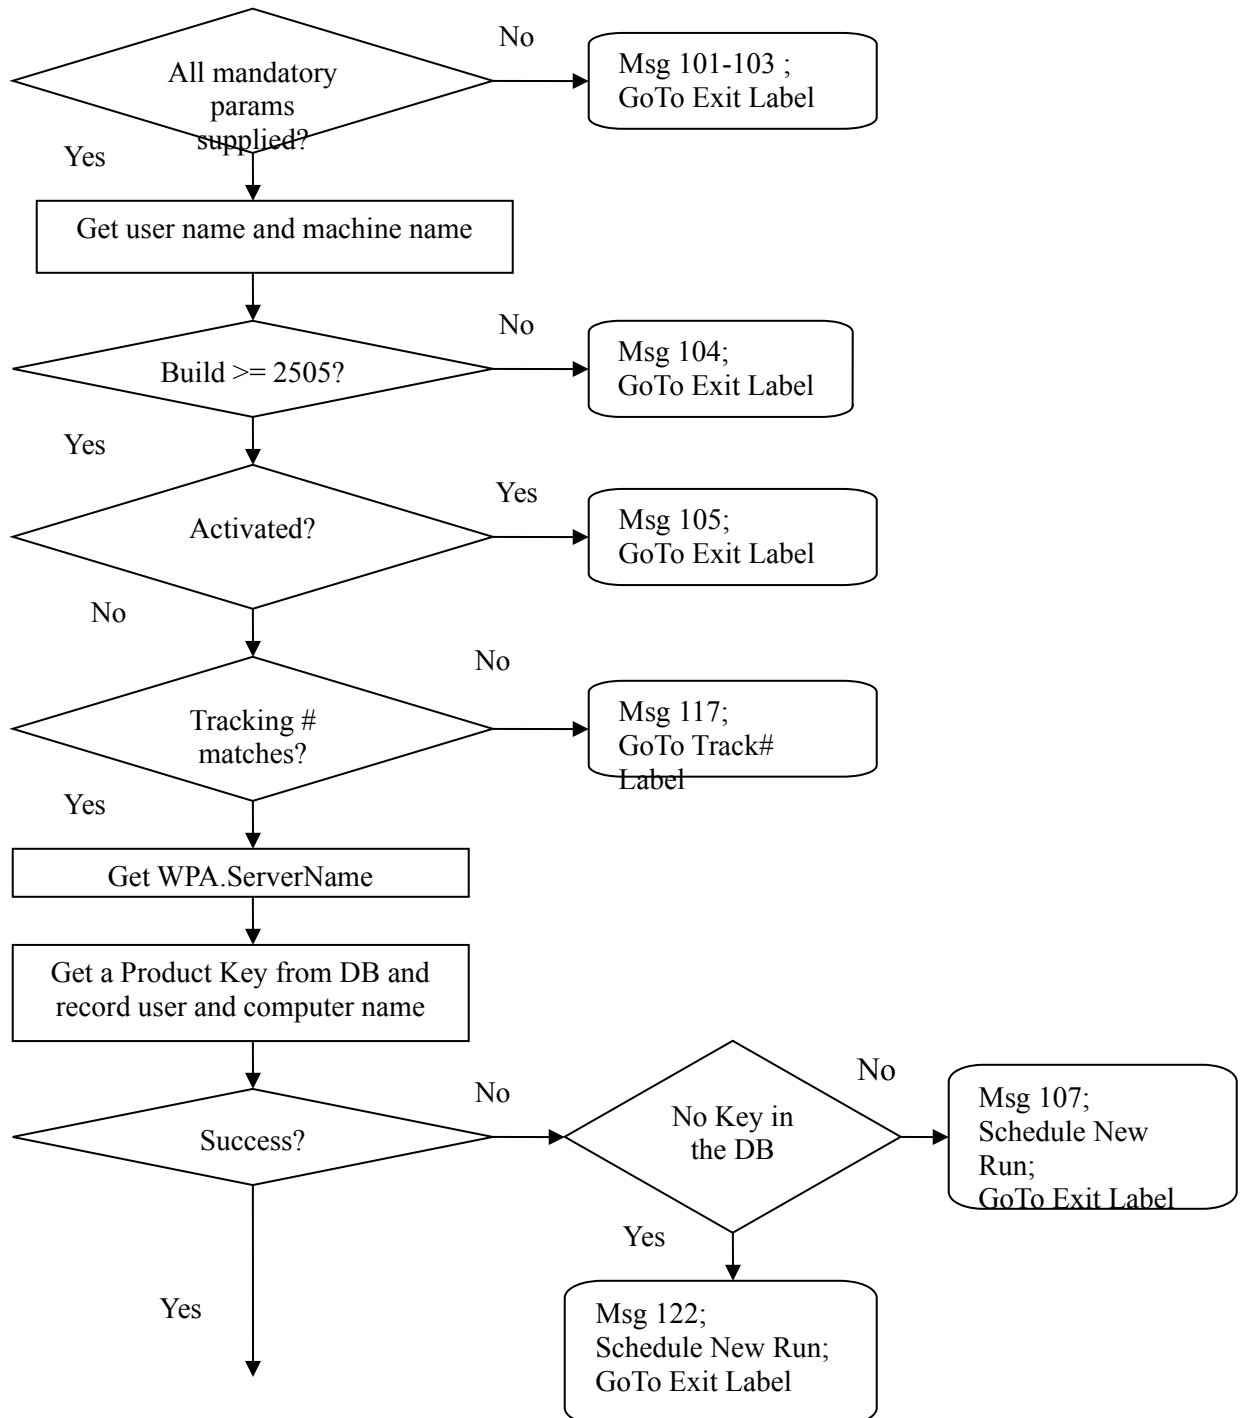 No
All mandatory
params
supplied?
Msg 101-103 ;
GoTo Exit Label
Yes
Get user name and machine name
No
Build >= 2505?
Msg 104;
GoTo Exit Label
Yes
Yes
Activated?
Msg 105;
GoTo Exit Label
No
No
Tracking #
matches?
Msg 117;
GoTo Track#
Label
Yes
Get WPA.ServerName
Get a Product Key from DB and
record user and computer name
No
Success?
No
No Key in
the DB
Msg 107;
Schedule New
Run;
GoTo Exit Label
Yes
Yes
Msg 122;
Schedule New Run;
GoTo Exit Label